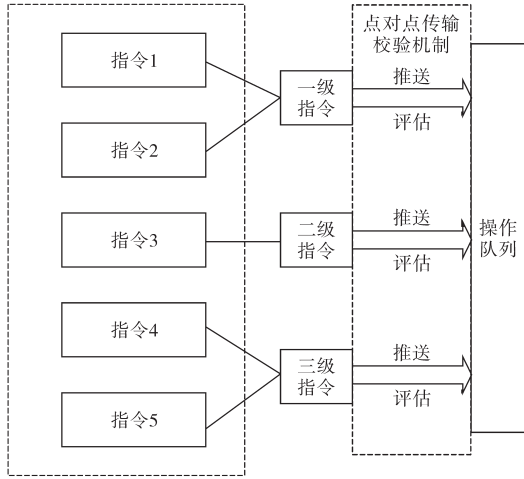 点对点传输
校验机制
指令1
指令2
指令3
指令4
指令5
一级
指令
二级
指令
三级
指令
推送
评估
推送
评估
推送
评估
操作
队列